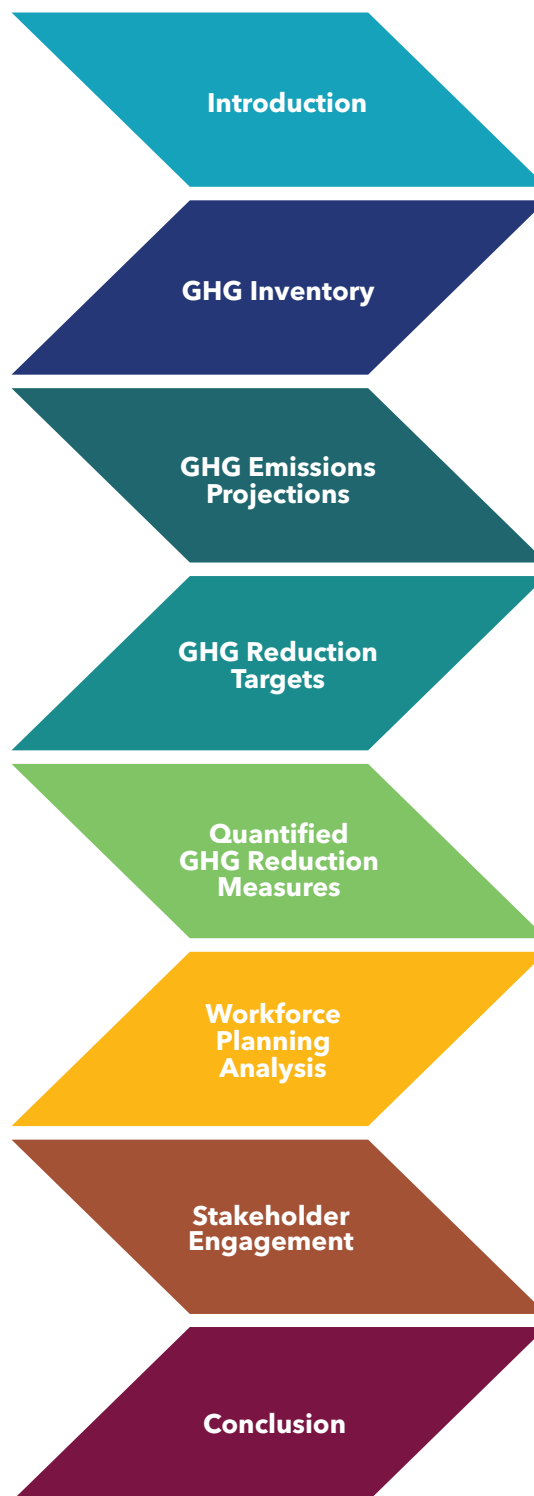 Introduction
GHG Inventory
GHG Emissions
Projections
GHG Reduction
Targets
Quantified
GHG Reduction
Measures
Workforce
Planning
Analysis
Stakeholder
Engagement
Conclusion